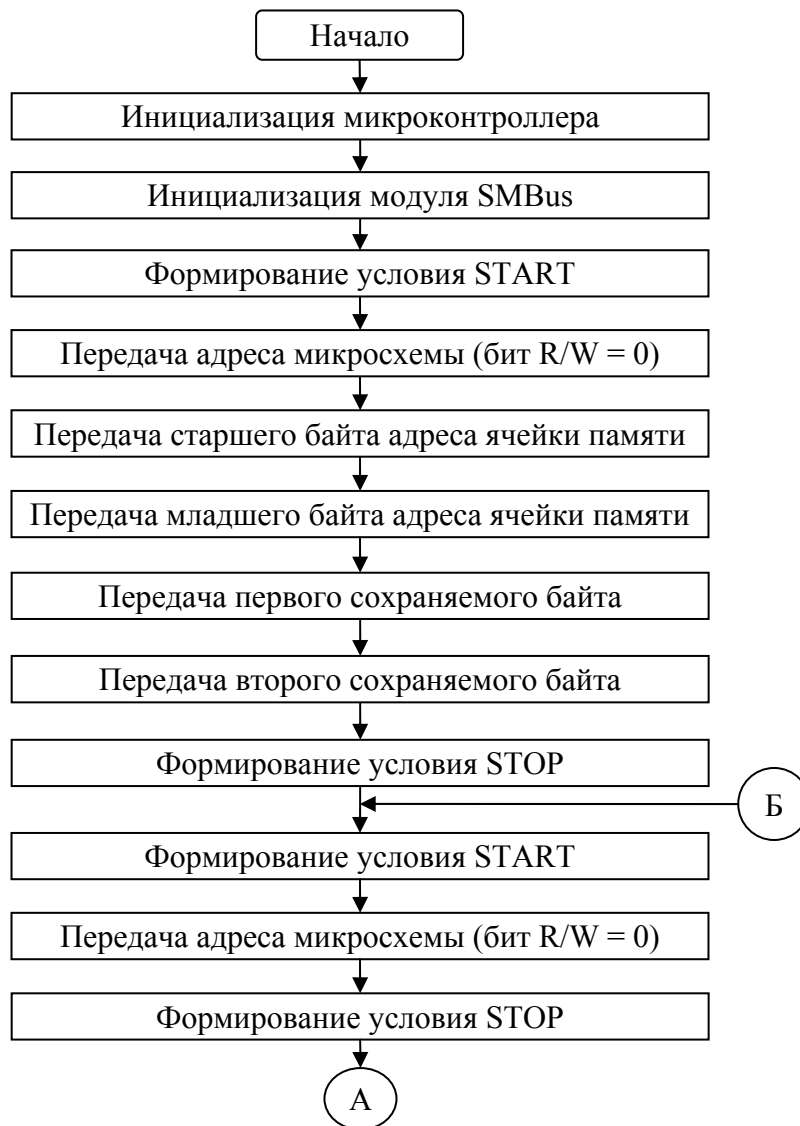 Начало
Инициализация микроконтроллера
Инициализация модуля SMBus
Формирование условия START
Передача адреса микросхемы (бит R/W = 0)
Передача старшего байта адреса ячейки памяти
Передача младшего байта адреса ячейки памяти
Передача первого сохраняемого байта
Передача второго сохраняемого байта
Формирование условия STOP
Б
Формирование условия START
Передача адреса микросхемы (бит R/W = 0)
Формирование условия STOP
А